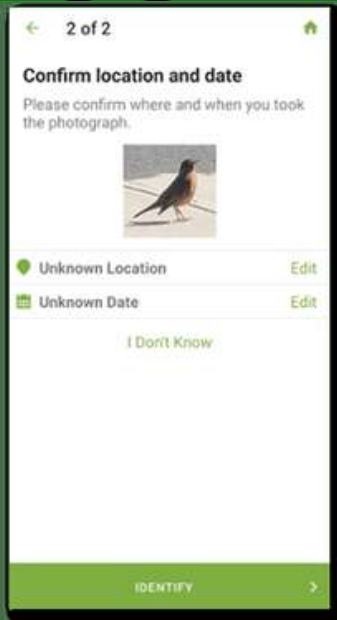 2 of 2
Confirm location and date
Please confirm where and when you took
the photograph.
Unknown Location Edit
Unknown Date Edit
I Don't Know
IDENTIFY